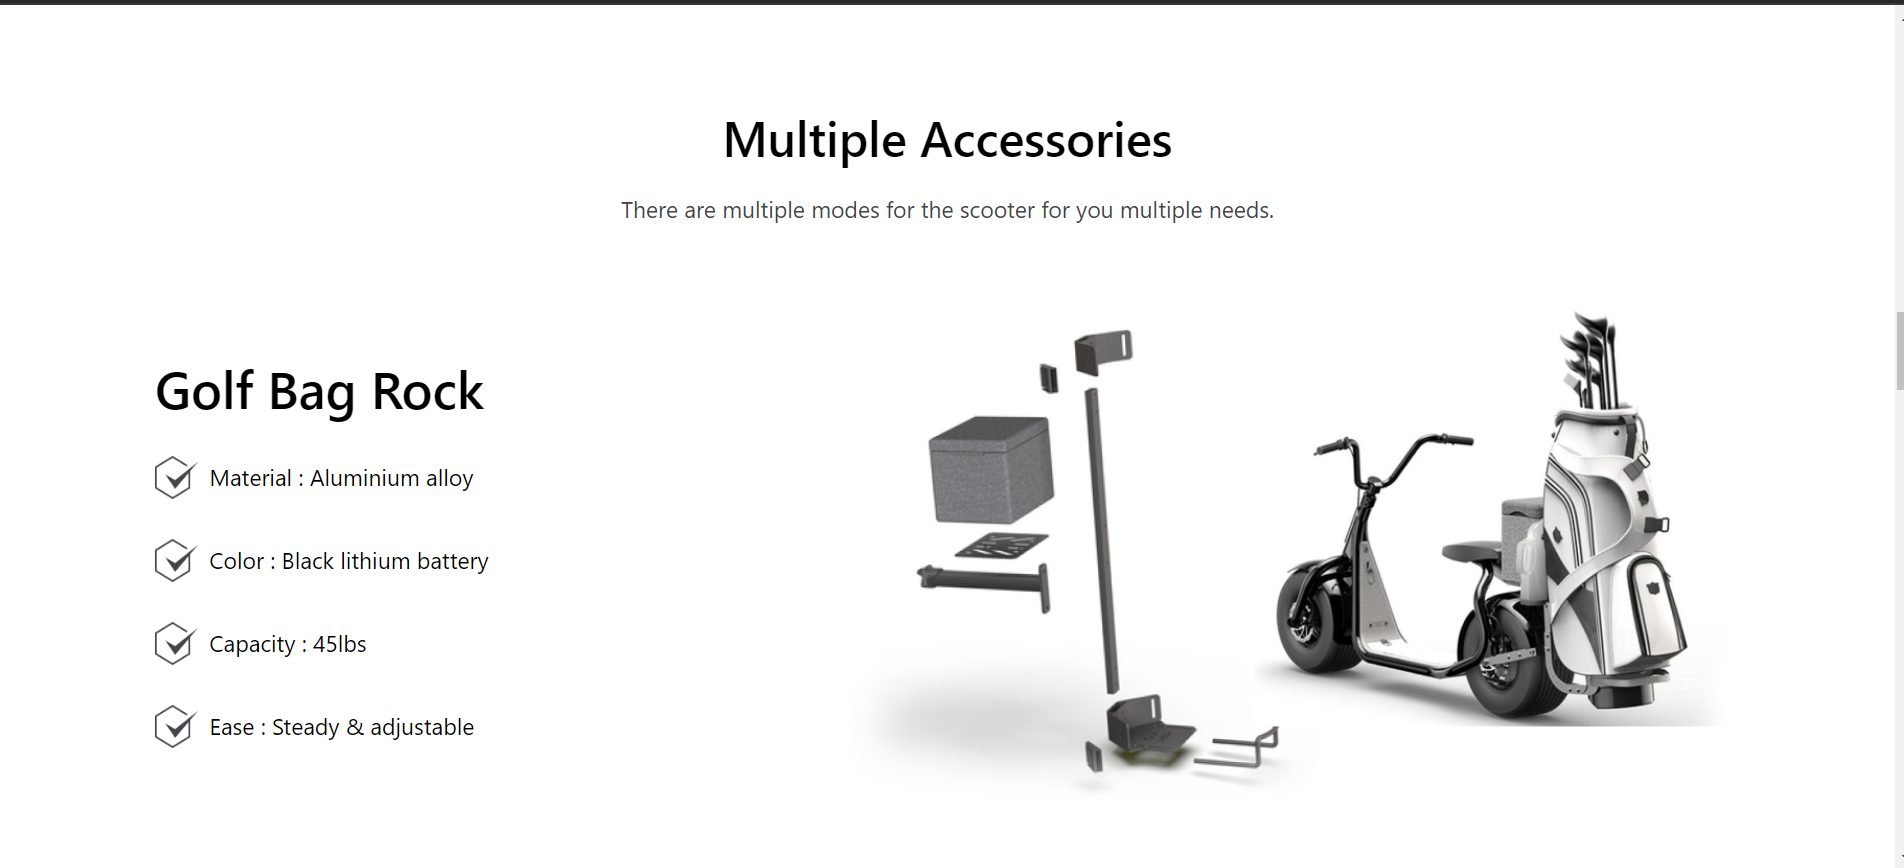 Multiple Accessories
There are multiple modes for the scooter for you multiple needs.
Golf Bag Rock
Material : Aluminium alloy
Color : Black lithium battery
Capacity : 45lbs
Ease : Steady & adjustable